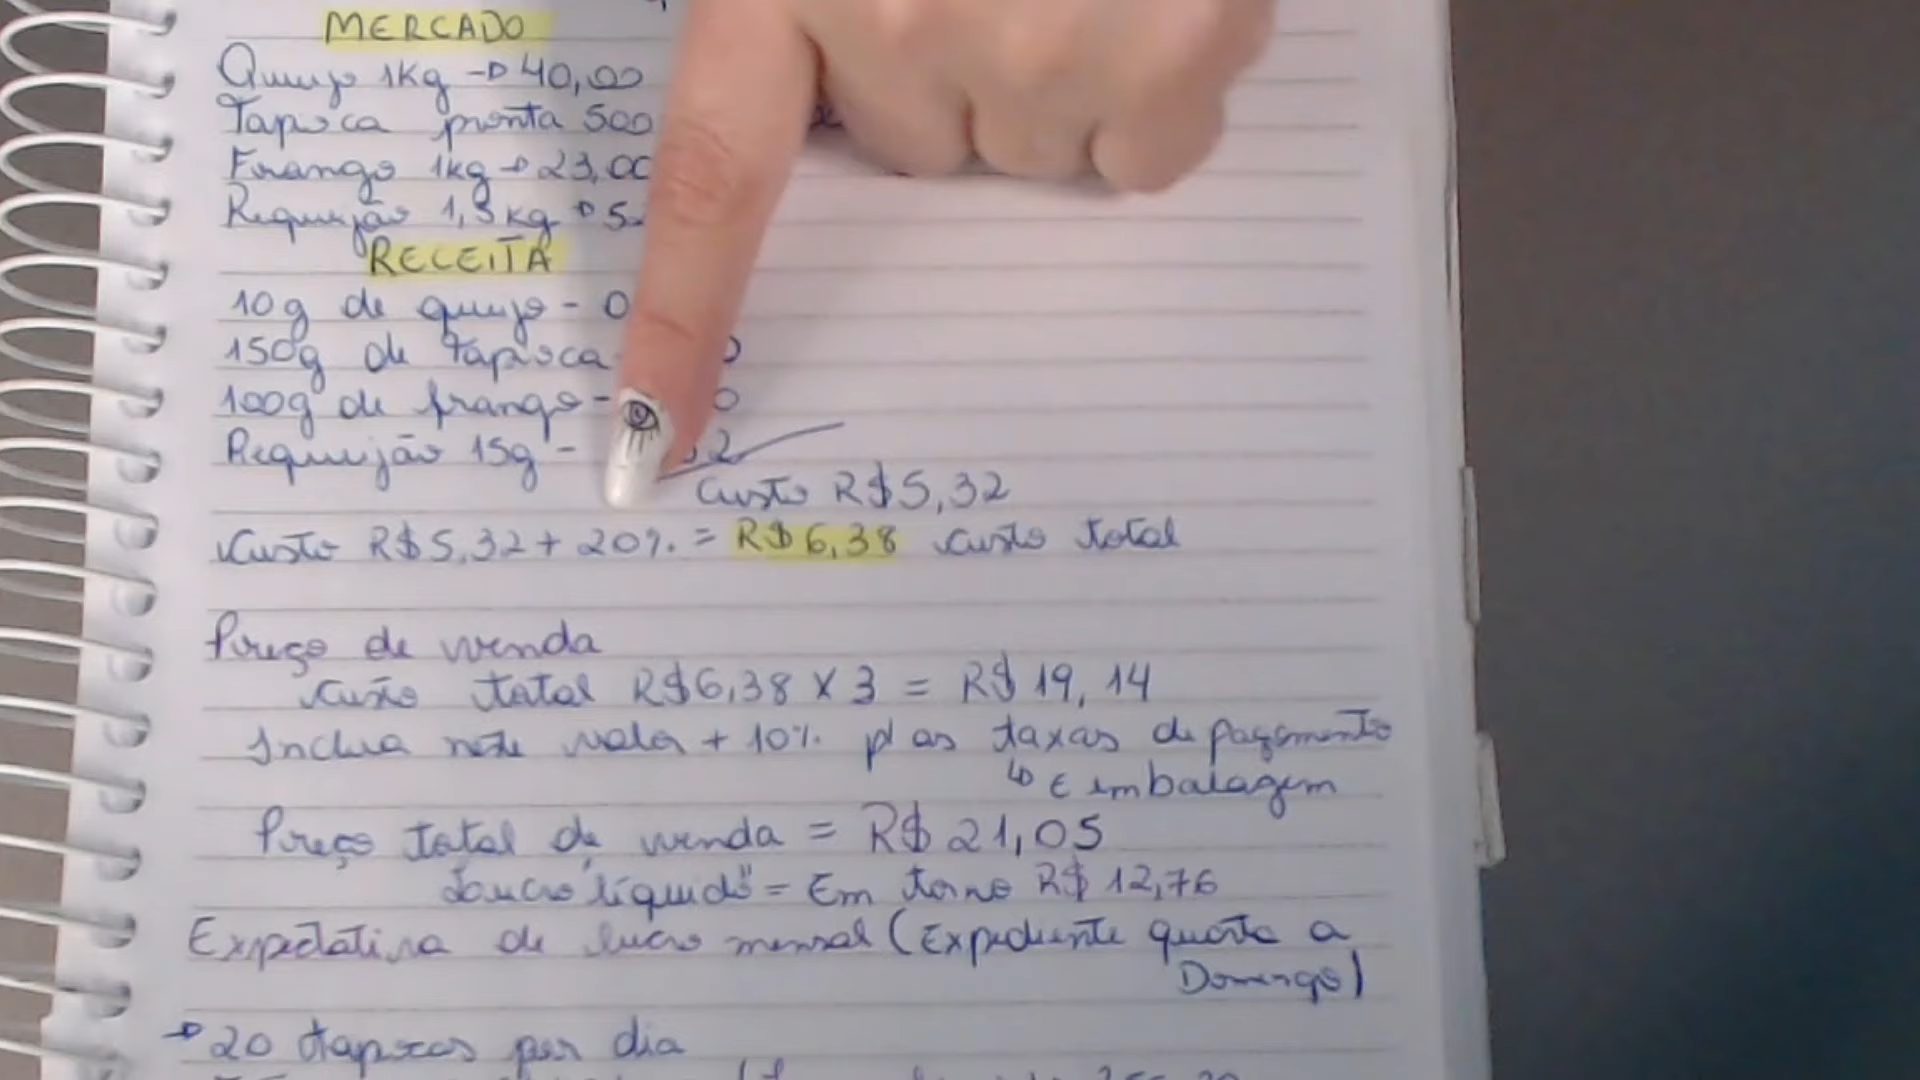 MERCADO
Queijo 1Kg → 40,00
Tapioca pronta 500
Frango 1kg → 23,00
Requeijão 1,5kg → 5
RECEITA
10g de queijo - 0
150g de tapioca - 0
100g de frango - 0
Requeijão 15g - 52
Custo R$5,32
Custo R$5,32 + 20% = R$6,38 custo total
Preço de venda
custo total R$6,38 X 3 = R$ 19,14
Inclua neste valor + 10% p/ as taxas de pagamento
↳ E embalagem
Preço total de venda = R$ 21,05
Loucro "líquido" = Em torno R$ 12,76
Expectativa de lucro mensal (Expediente quarta a
Domingo)
→ 20 tapiocas por dia